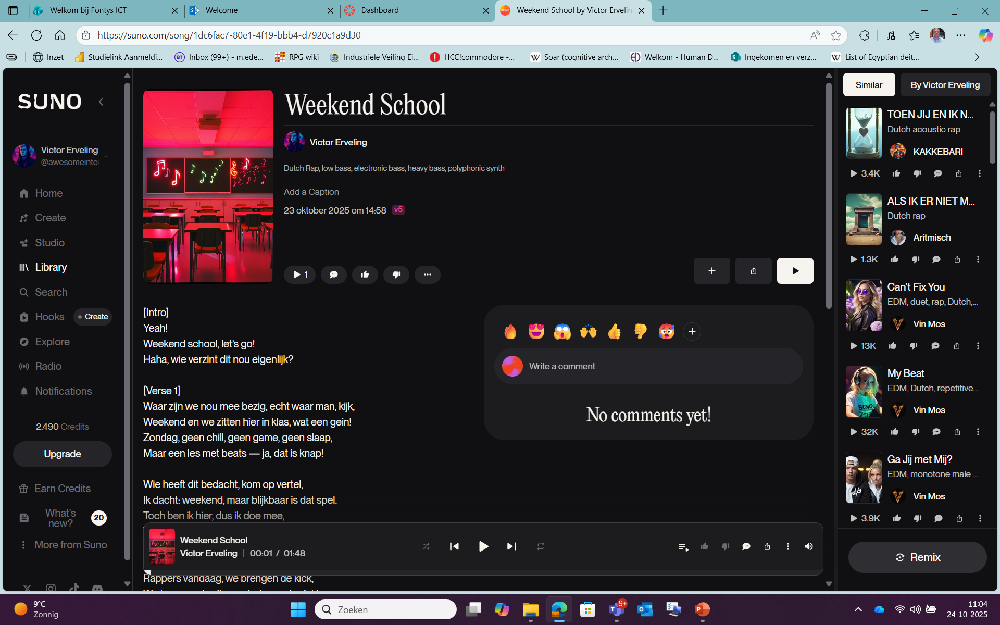 Welkom bij Fontys ICT
Welcome
Dashboard
Weekend School by Victor Ervelin
https://suno.com/song/1dc6fac7-80e1-4f19-bbb4-d7920c1a9d30
Inzet
Studielink Aanmeldi...
BT
Inbox (99+) - m.ede...
RPG wiki
Industriële Veiling Ei...
HCC!commodore -...
Soar (cognitive arch...
Welkom - Human D...
Ingekomen en verz...
List of Egyptian deit...
SUNO
Victor Erveling
@awesomeinte
Home
Create
Studio
Library
Search
Hooks
+ Create
Explore
Radio
Notifications
2.490 Credits
Upgrade
Earn Credits
What's
new?
20
More from Suno
Weekend School
Victor Erveling
Dutch Rap, low bass, electronic bass, heavy bass, polyphonic synth
Add a Caption
23 oktober 2025 om 14:58 v5
1
[Intro]
Yeah!
Weekend school, let's go!
Haha, wie verzint dit nou eigenlijk?
[Verse 1]
Waar zijn we nou mee bezig, echt waar man, kijk,
Weekend en we zitten hier in klas, wat een gein!
Zondag, geen chill, geen game, geen slaap,
Maar een les met beats — ja, dat is knap!
Wie heeft dit bedacht, kom op vertel,
Ik dacht: weekend, maar blijkbaar is dat spel.
Toch ben ik hier, dus ik doe mee,
Rappers vandaag, we brengen de kick,
Write a comment
No comments yet!
Weekend School
Victor Erveling | 00:01 / 01:48
Similar
By Victor Erveling
TOEN JIJ EN IK N...
Dutch acoustic rap
KAKKEBARI
3.4K
ALS IK ER NIET M...
Dutch rap
Aritmisch
1.3K
Can't Fix You
EDM, duet, rap, Dutch,...
Vin Mos
13K
My Beat
EDM, Dutch, repetitive...
Vin Mos
32K
Ga Jij met Mij?
EDM, monotone male ...
Vin Mos
3.9K
Remix
9°C
Zonnig
Zoeken
9+
11:04
24-10-2025